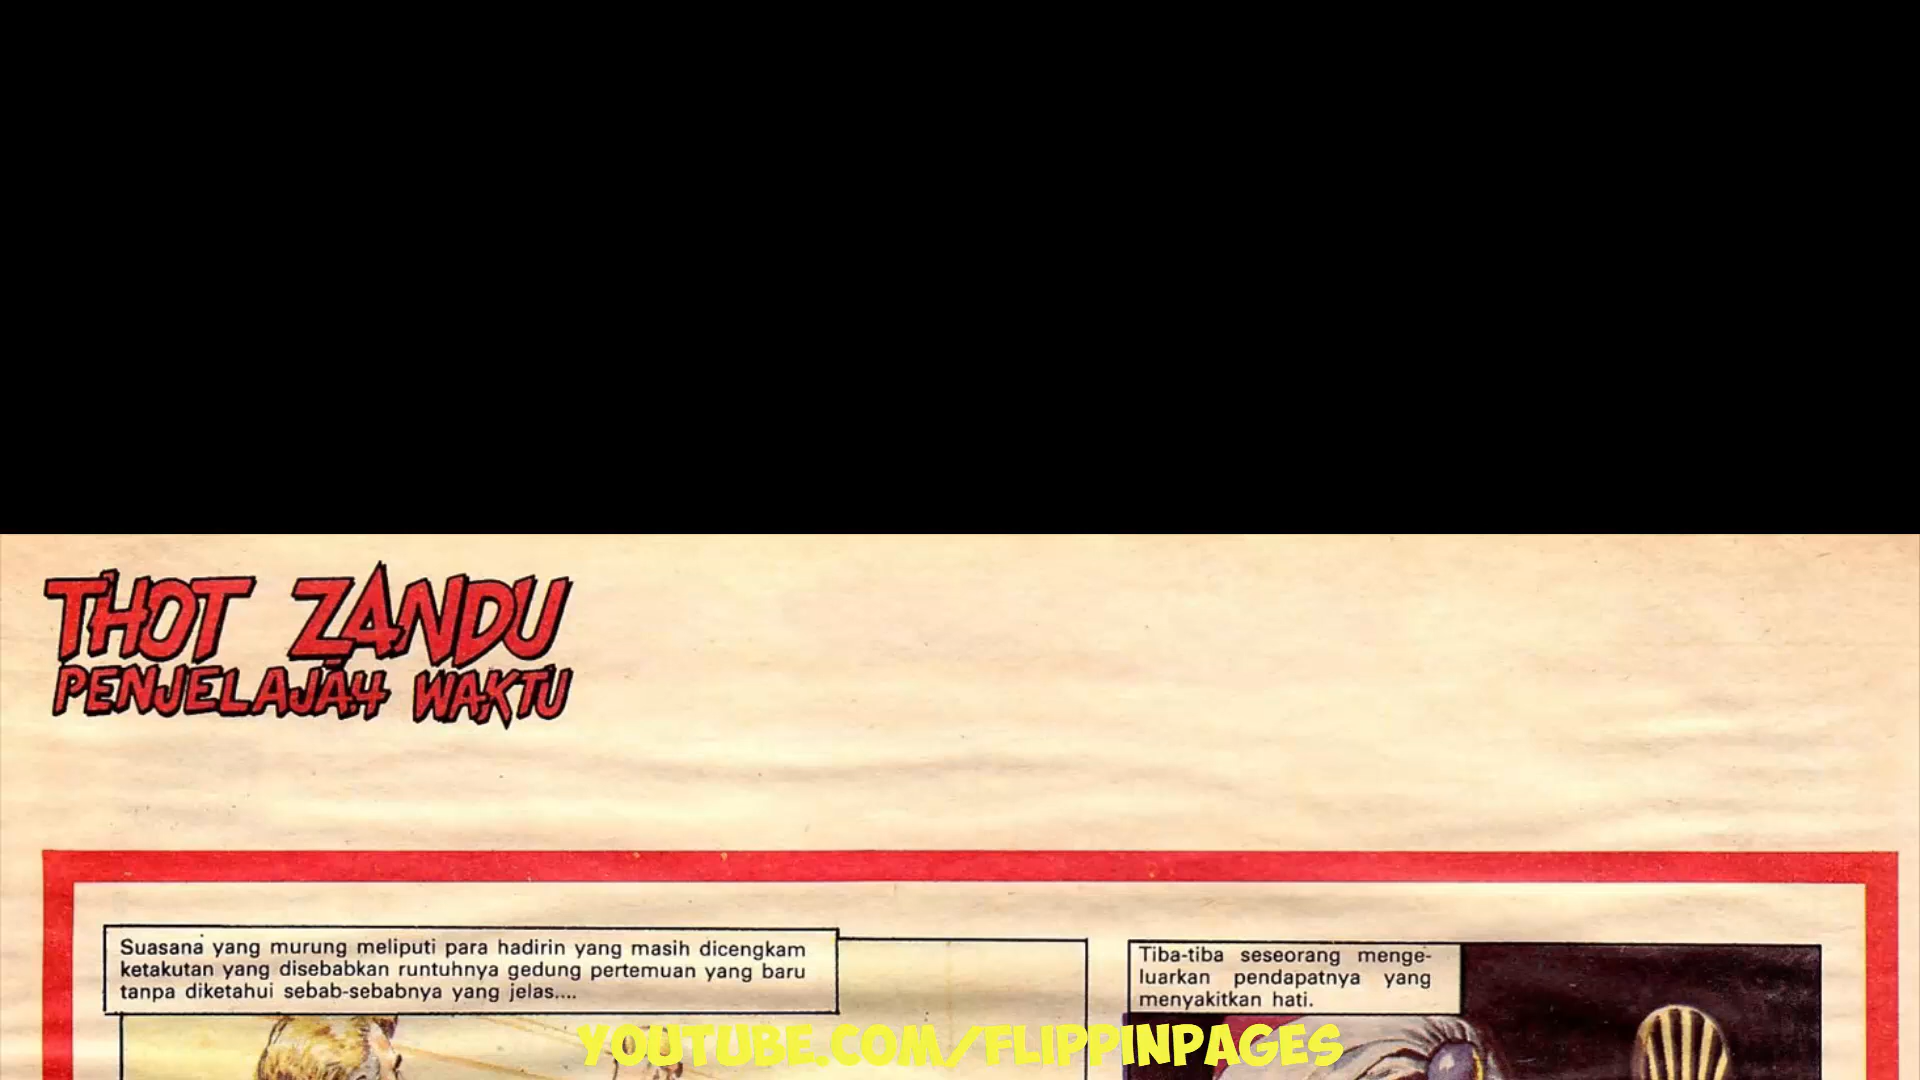 THOT ZANDU
PENJELAJAH WAKTU
Suasana yang murung meliputi para hadirin yang masih dicengkam
ketakutan yang disebabkan runtuhnya gedung pertemuan yang baru
tanpa diketahui sebab-sebabnya yang jelas....
Tiba-tiba seseorang menge-
luarkan pendapatnya yang
menyakitkan hati.
YOUTUBE.COM/FLIPPINPAGES